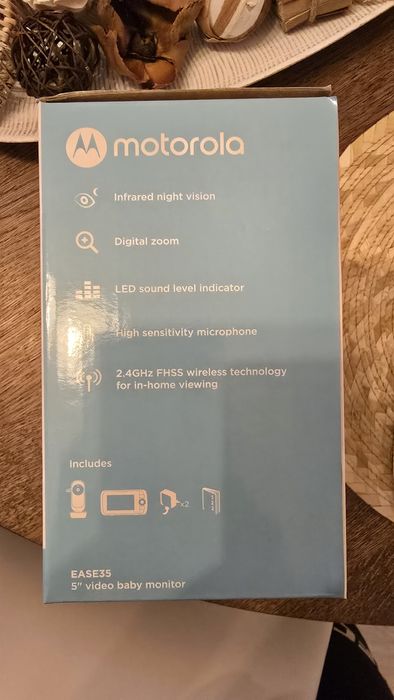 motorola
Infrared night vision
Digital zoom
LED sound level indicator
High sensitivity microphone
2.4GHz FHSS wireless technology
for in-home viewing
Includes
x2
EASE35
5" video baby monitor